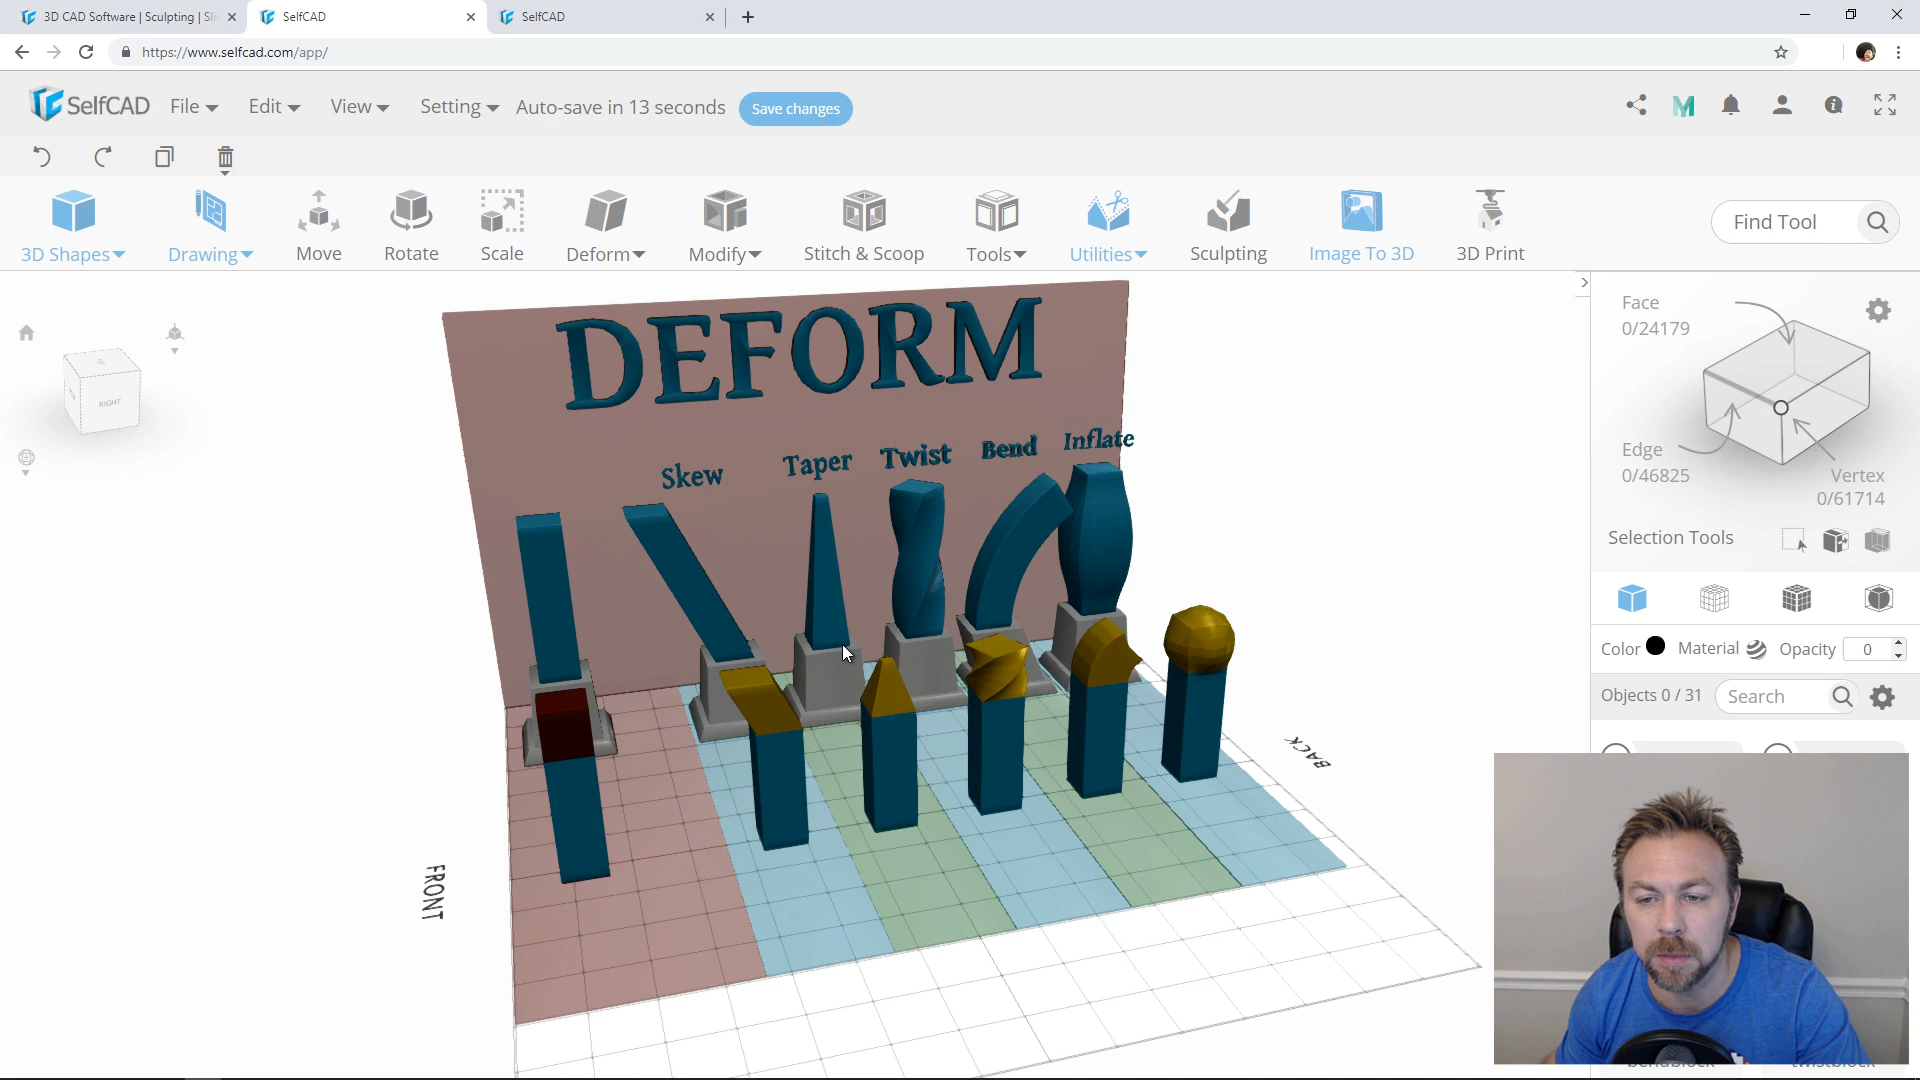 3D CAD Software | Sculpting | Sli
SelfCAD
SelfCAD
https://www.selfcad.com/app/
SelfCAD
File
Edit
View
Setting
Auto-save in 13 seconds
Save changes
3D Shapes
Drawing
Move
Rotate
Scale
Deform
Modify
Stitch & Scoop
Tools
Utilities
Sculpting
Image To 3D
3D Print
Find Tool
DEFORM
Skew
Taper
Twist
Bend
Inflate
RIGHT
FRONT
BACK
Face
0/24179
Edge
0/46825
Vertex
0/61714
Selection Tools
Color
Material
Opacity
0
Objects 0 / 31
Search
bendblock
twistblock